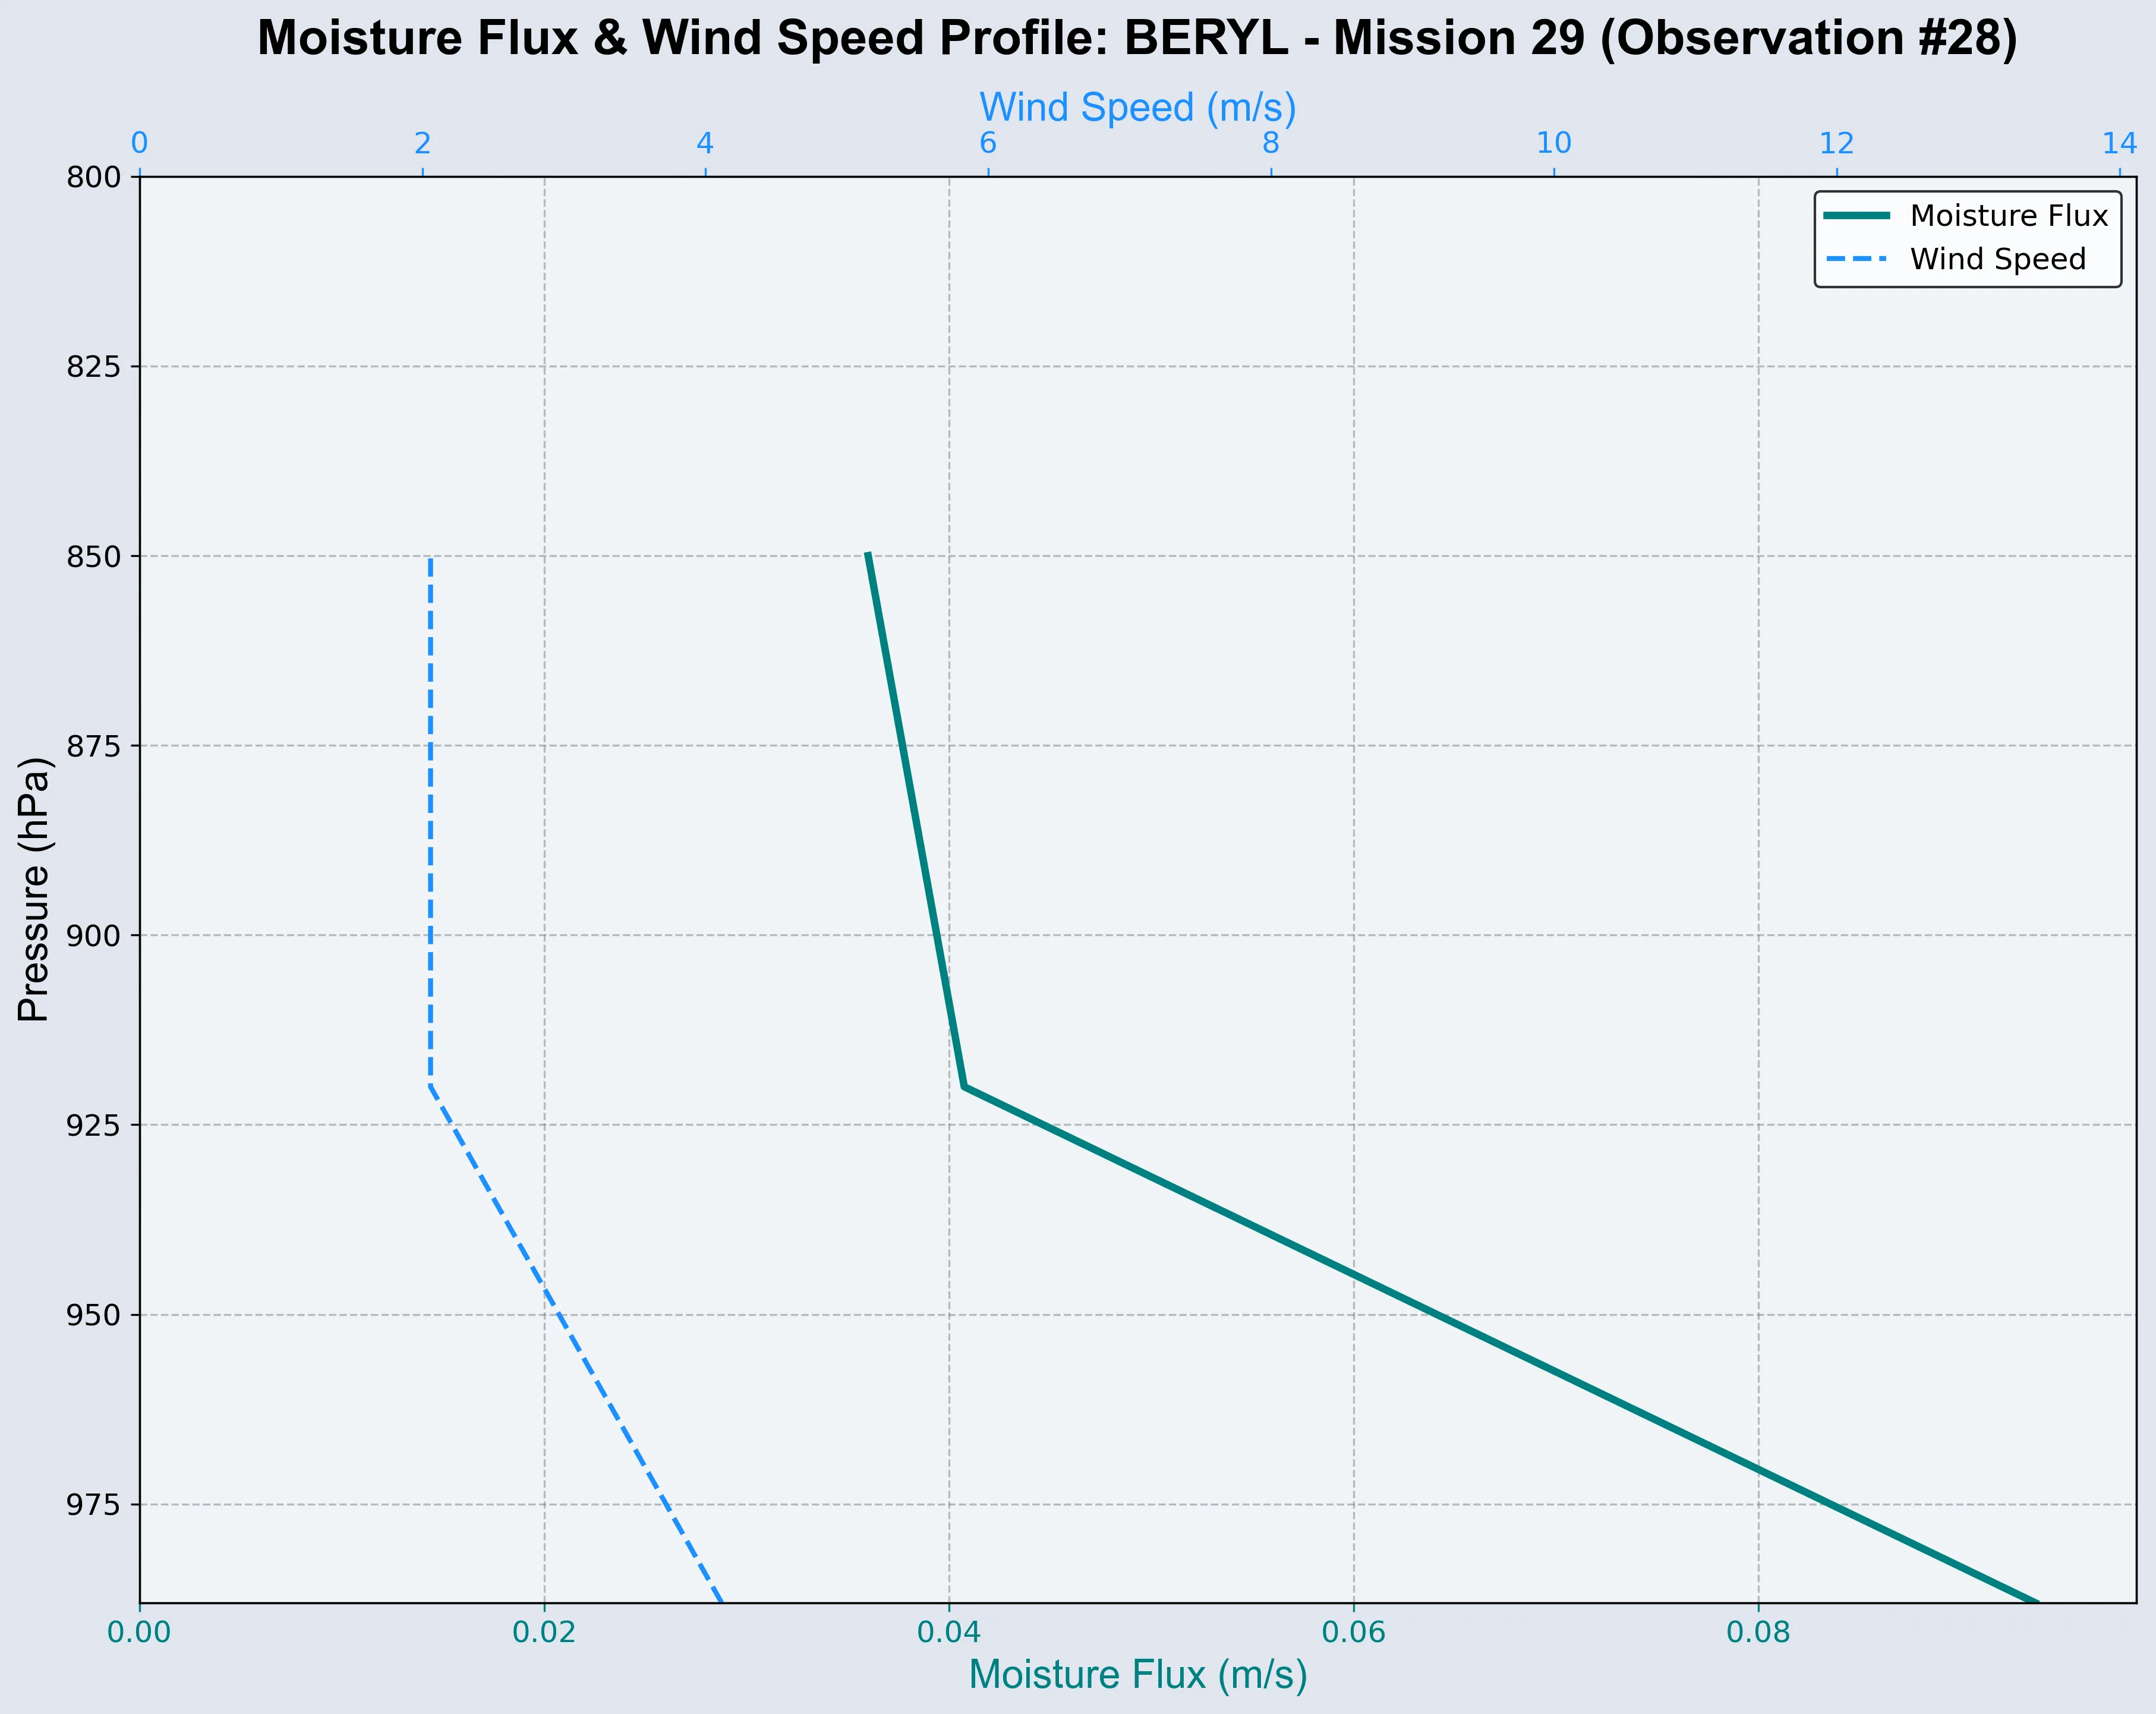 Moisture Flux & Wind Speed Profile: BERYL - Mission 29 (Observation #28)
Wind Speed (m/s)
0 2 4 6 8 10 12 14
Moisture Flux
Wind Speed
Pressure (hPa)
800
825
850
875
900
925
950
975
0.00 0.02 0.04 0.06 0.08
Moisture Flux (m/s)